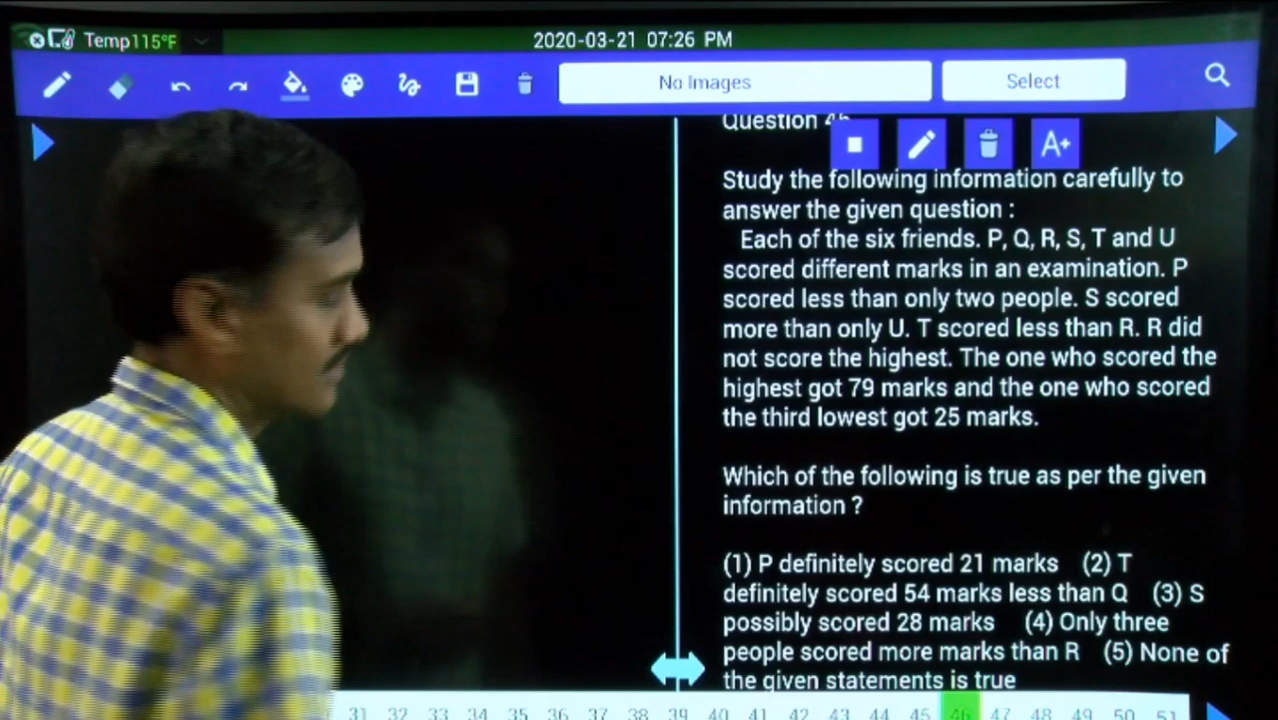 Temp115°F
2020-03-21 07:26 PM
No Images
Select
Question 46
A+
Study the following information carefully to
answer the given question :
Each of the six friends. P, Q, R, S, T and U
scored different marks in an examination. P
scored less than only two people. S scored
more than only U. T scored less than R. R did
not score the highest. The one who scored the
highest got 79 marks and the one who scored
the third lowest got 25 marks.
Which of the following is true as per the given
information ?
(1) P definitely scored 21 marks (2) T
definitely scored 54 marks less than Q (3) S
possibly scored 28 marks (4) Only three
people scored more marks than R (5) None of
the given statements is true
31 32 33 34 35 36 37 38 39 40 41 42 43 44 45 46 47 48 49 50 51